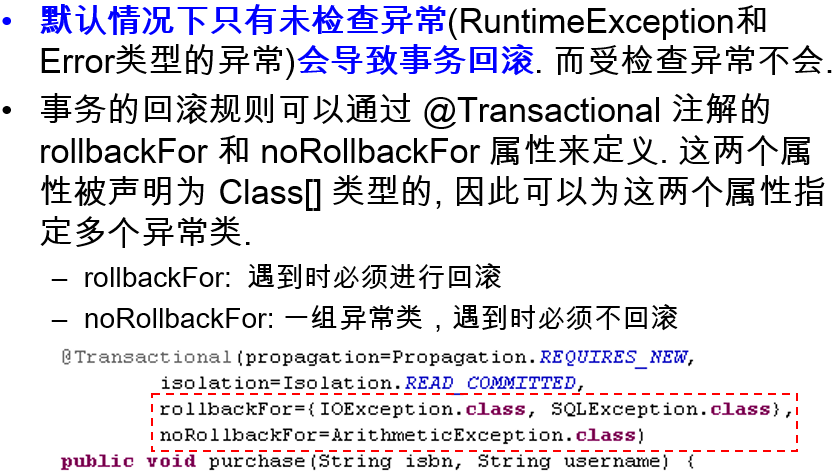 • 默认情况下只有未检查异常(RuntimeException和
Error类型的异常)会导致事务回滚. 而受检查异常不会.
• 事务的回滚规则可以通过 @Transactional 注解的
rollbackFor 和 noRollbackFor 属性来定义. 这两个属
性被声明为 Class[] 类型的, 因此可以为这两个属性指
定多个异常类.
– rollbackFor: 遇到时必须进行回滚
– noRollbackFor: 一组异常类，遇到时必须不回滚
@Transactional(propagation=Propagation.REQUIRES_NEW,
isolation=Isolation.READ_COMMITTED,
rollbackFor={IOException.class, SQLException.class},
noRollbackFor=ArithmeticException.class)
public void purchase(String isbn, String username) {